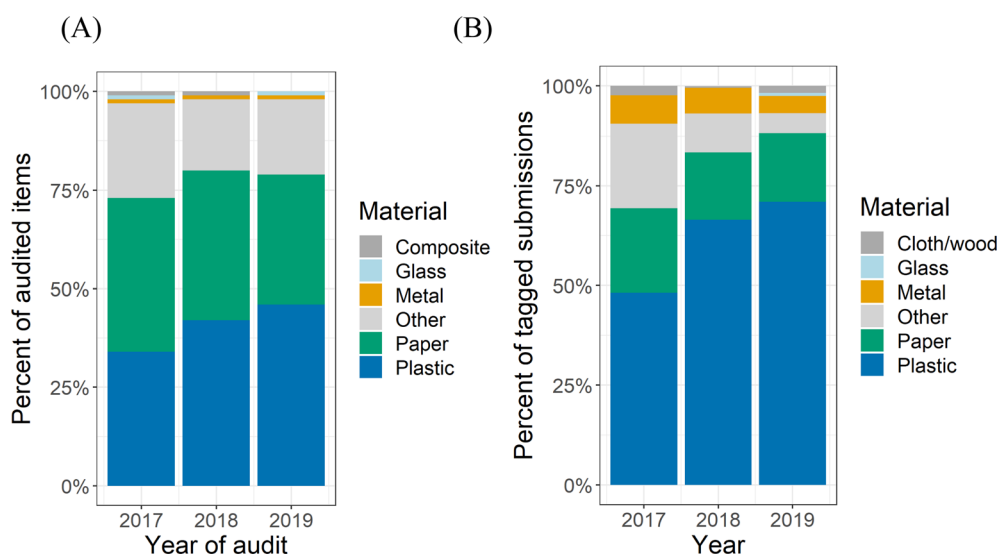 (A)
Percent of audited items
100%
75%
50%
25%
0%
2017 2018 2019
Year of audit
Material
Composite
Glass
Metal
Other
Paper
Plastic
(B)
Percent of tagged submissions
100%
75%
50%
25%
0%
2017 2018 2019
Year
Material
Cloth/wood
Glass
Metal
Other
Paper
Plastic